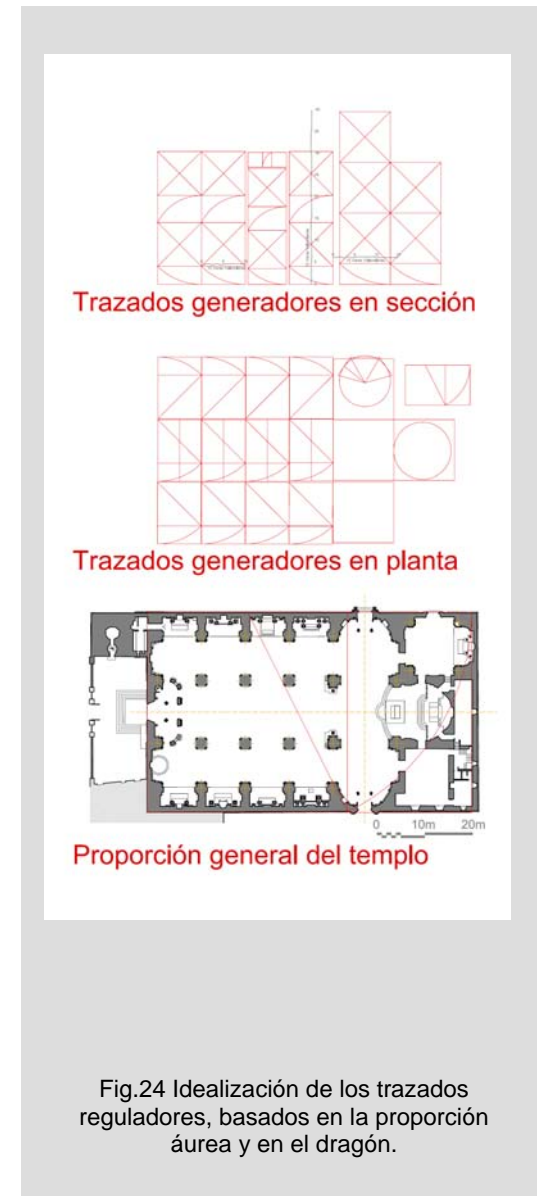 Trazados generadores en sección
Trazados generadores en planta
0 10m 20m
Proporción general del templo
Fig.24 Idealización de los trazados
reguladores, basados en la proporción
áurea y en el dragón.